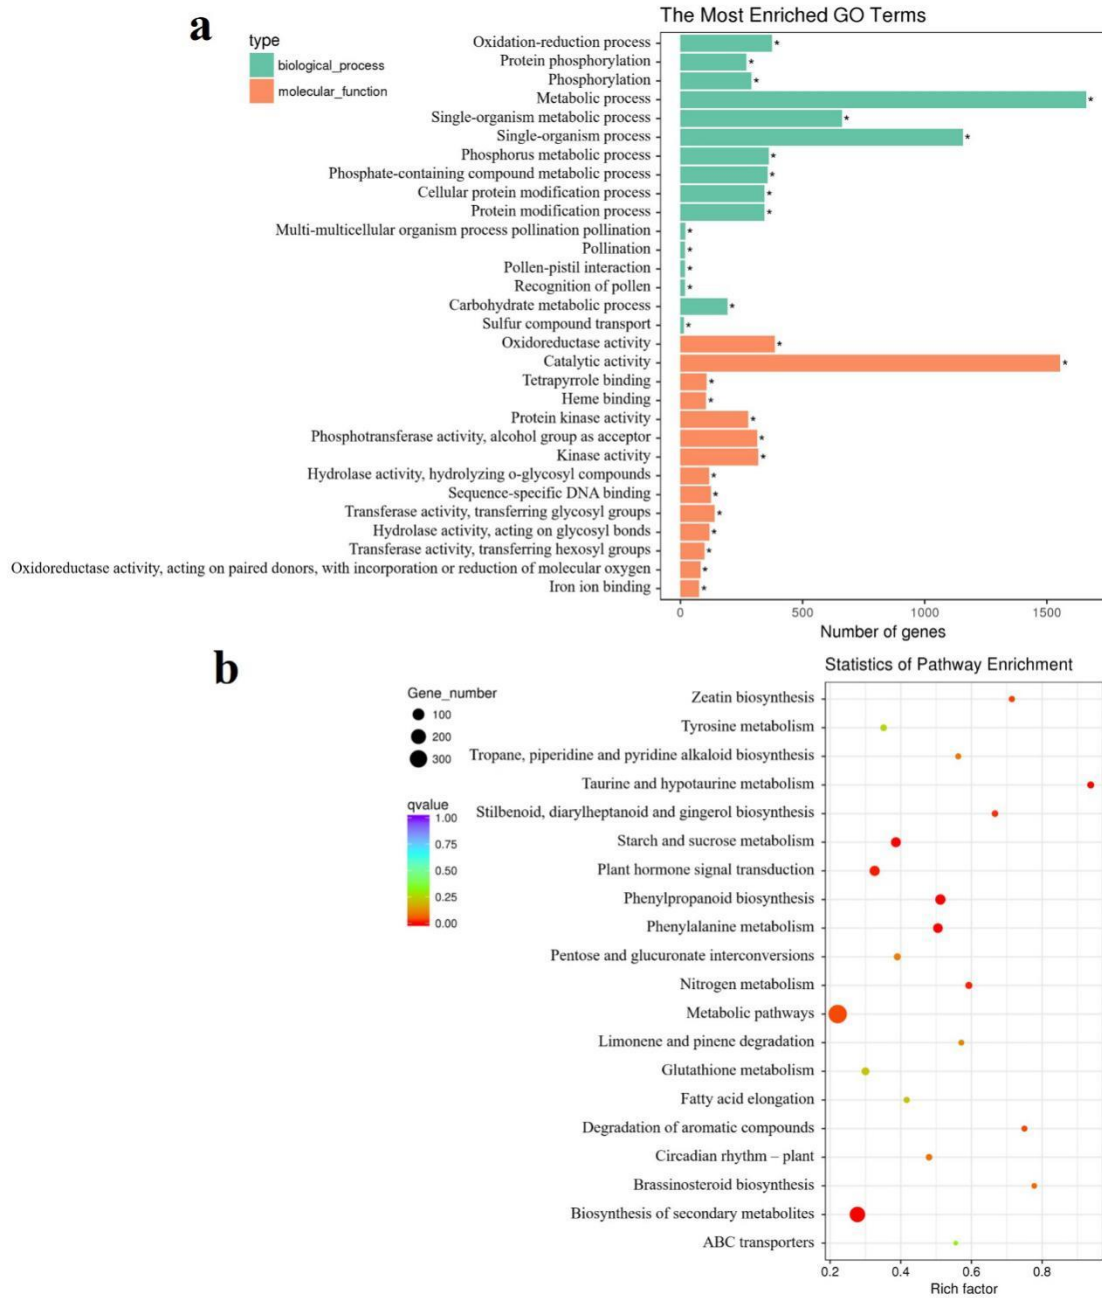 a
The Most Enriched GO Terms
type
biological_process
molecular_function
Oxidation-reduction process *
Protein phosphorylation *
Phosphorylation *
Metabolic process *
Single-organism metabolic process *
Single-organism process *
Phosphorus metabolic process *
Phosphate-containing compound metabolic process *
Cellular protein modification process *
Protein modification process *
Multi-multicellular organism process pollination pollination *
Pollination *
Pollen-pistil interaction *
Recognition of pollen *
Carbohydrate metabolic process *
Sulfur compound transport *
Oxidoreductase activity *
Catalytic activity *
Tetrapyrrole binding *
Heme binding *
Protein kinase activity *
Phosphotransferase activity, alcohol group as acceptor *
Kinase activity *
Hydrolase activity, hydrolyzing o-glycosyl compounds *
Sequence-specific DNA binding *
Transferase activity, transferring glycosyl groups *
Hydrolase activity, acting on glycosyl bonds *
Transferase activity, transferring hexosyl groups *
Oxidoreductase activity, acting on paired donors, with incorporation or reduction of molecular oxygen *
Iron ion binding *
0 500 1000 1500
Number of genes
b
Statistics of Pathway Enrichment
Gene_number
100
200
300
qvalue
1.00
0.75
0.50
0.25
0.00
Zeatin biosynthesis
Tyrosine metabolism
Tropane, piperidine and pyridine alkaloid biosynthesis
Taurine and hypotaurine metabolism
Stilbenoid, diarylheptanoid and gingerol biosynthesis
Starch and sucrose metabolism
Plant hormone signal transduction
Phenylpropanoid biosynthesis
Phenylalanine metabolism
Pentose and glucuronate interconversions
Nitrogen metabolism
Metabolic pathways
Limonene and pinene degradation
Glutathione metabolism
Fatty acid elongation
Degradation of aromatic compounds
Circadian rhythm – plant
Brassinosteroid biosynthesis
Biosynthesis of secondary metabolites
ABC transporters
0.2 0.4 0.6 0.8
Rich factor